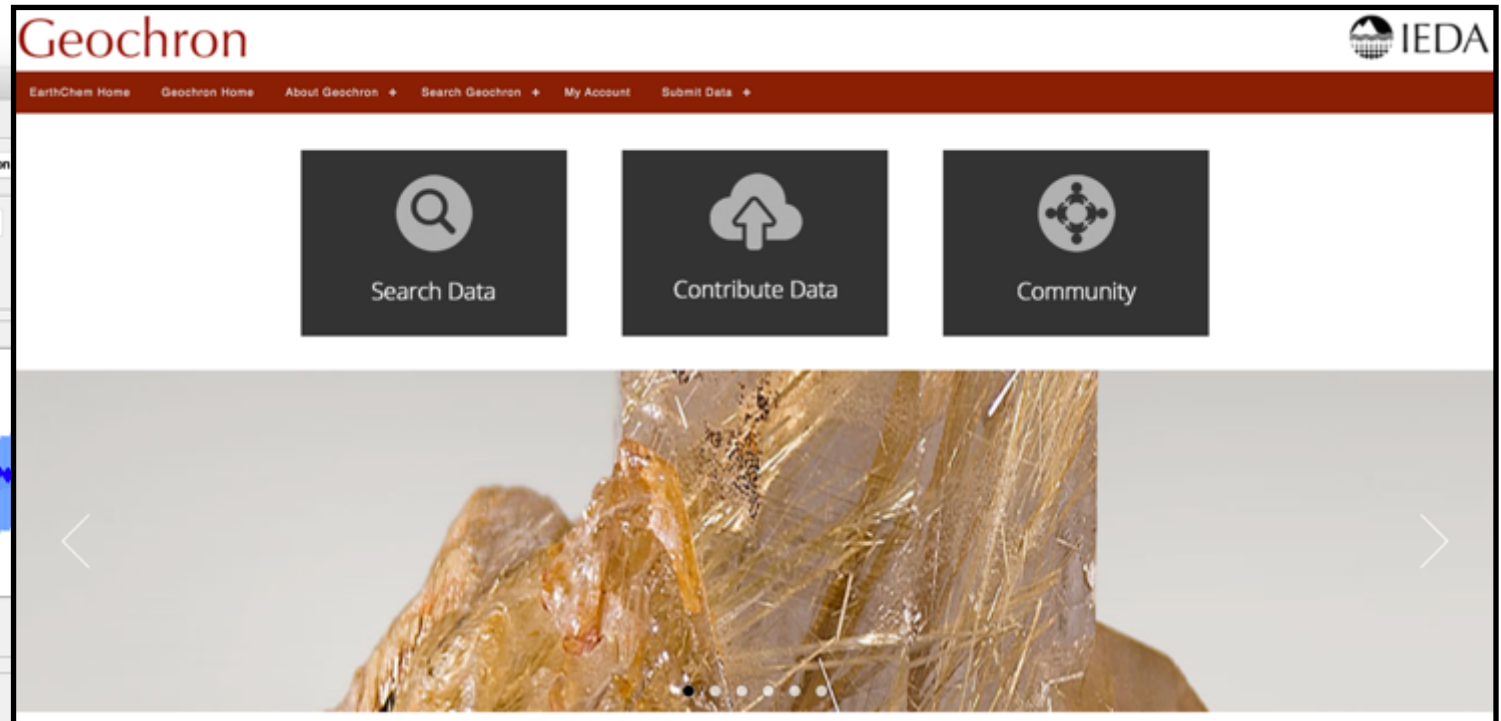 Geochron
IEDA
EarthChem Home Geochron Home About Geochron + Search Geochron + My Account Submit Data +
Search Data
Contribute Data
Community